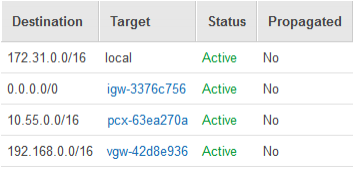 Destination Target Status Propagated
172.31.0.0/16 local Active No
0.0.0.0/0 igw-3376c756 Active No
10.55.0.0/16 pcx-63ea270a Active No
192.168.0.0/16 vgw-42d8e936 Active No